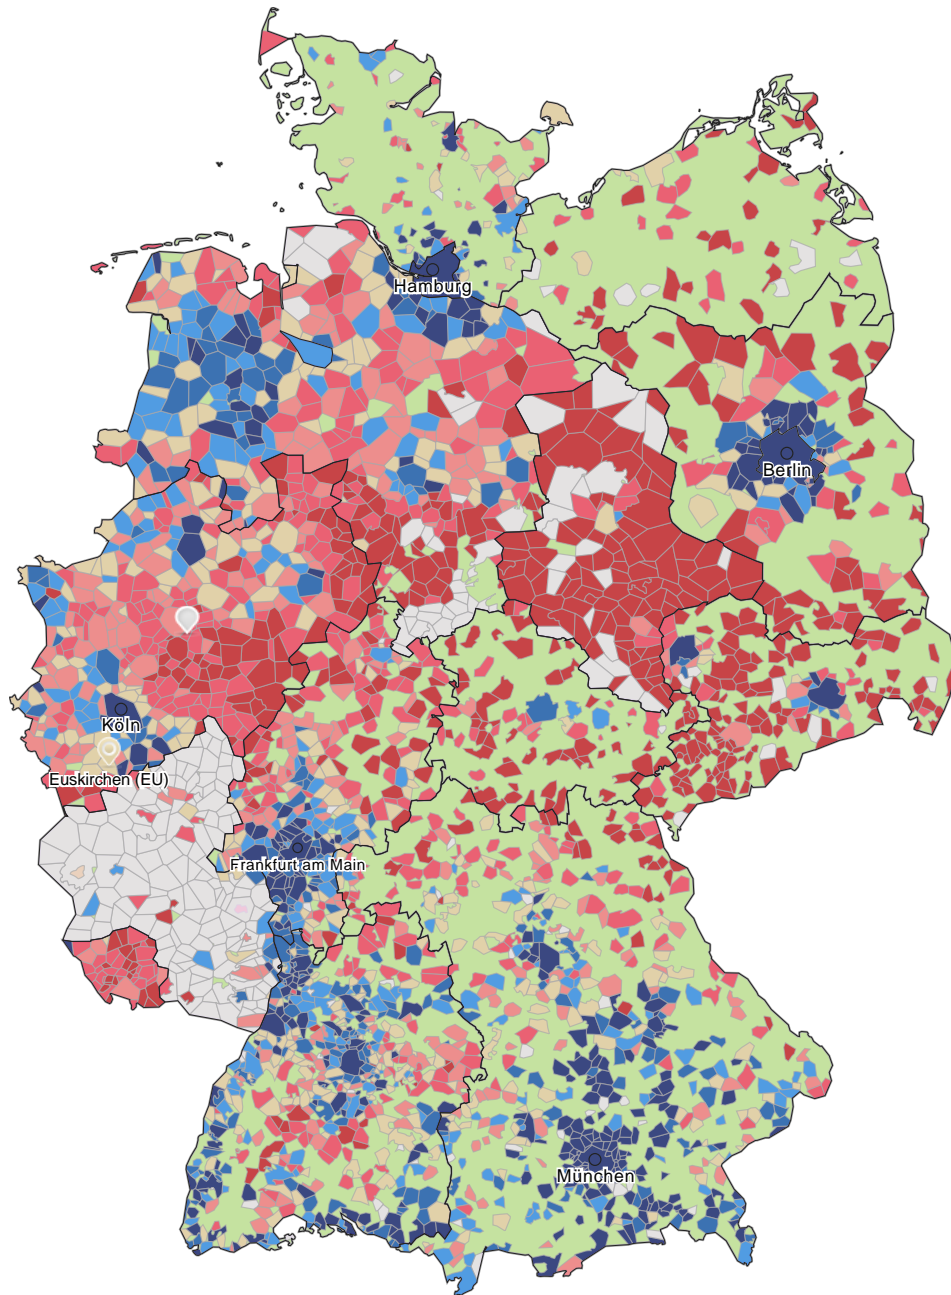 Hamburg
Berlin
Köln
Euskirchen (EU)
Frankfurt am Main
München